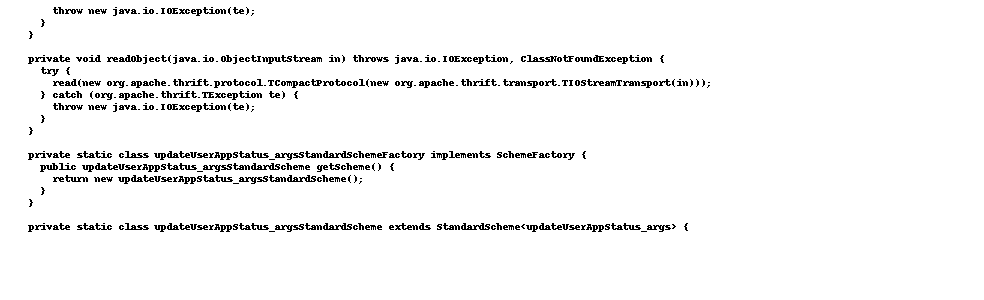 throw new java.io.IOException(te);
}
}
private void readObject(java.io.ObjectInputStream in) throws java.io.IOException, ClassNotFoundException {
try {
read(new org.apache.thrift.protocol.TCompactProtocol(new org.apache.thrift.transport.TIOStreamTransport(in)));
} catch (org.apache.thrift.TException te) {
throw new java.io.IOException(te);
}
}
private static class updateUserAppStatus_argsStandardSchemeFactory implements SchemeFactory {
public updateUserAppStatus_argsStandardScheme getScheme() {
return new updateUserAppStatus_argsStandardScheme();
}
}
private static class updateUserAppStatus_argsStandardScheme extends StandardScheme<updateUserAppStatus_args> {